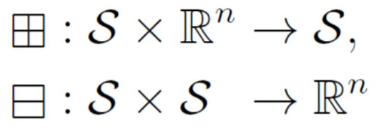 ⊞ : 𝒮 × ℝⁿ → 𝒮,
⊟ : 𝒮 × 𝒮 → ℝⁿ